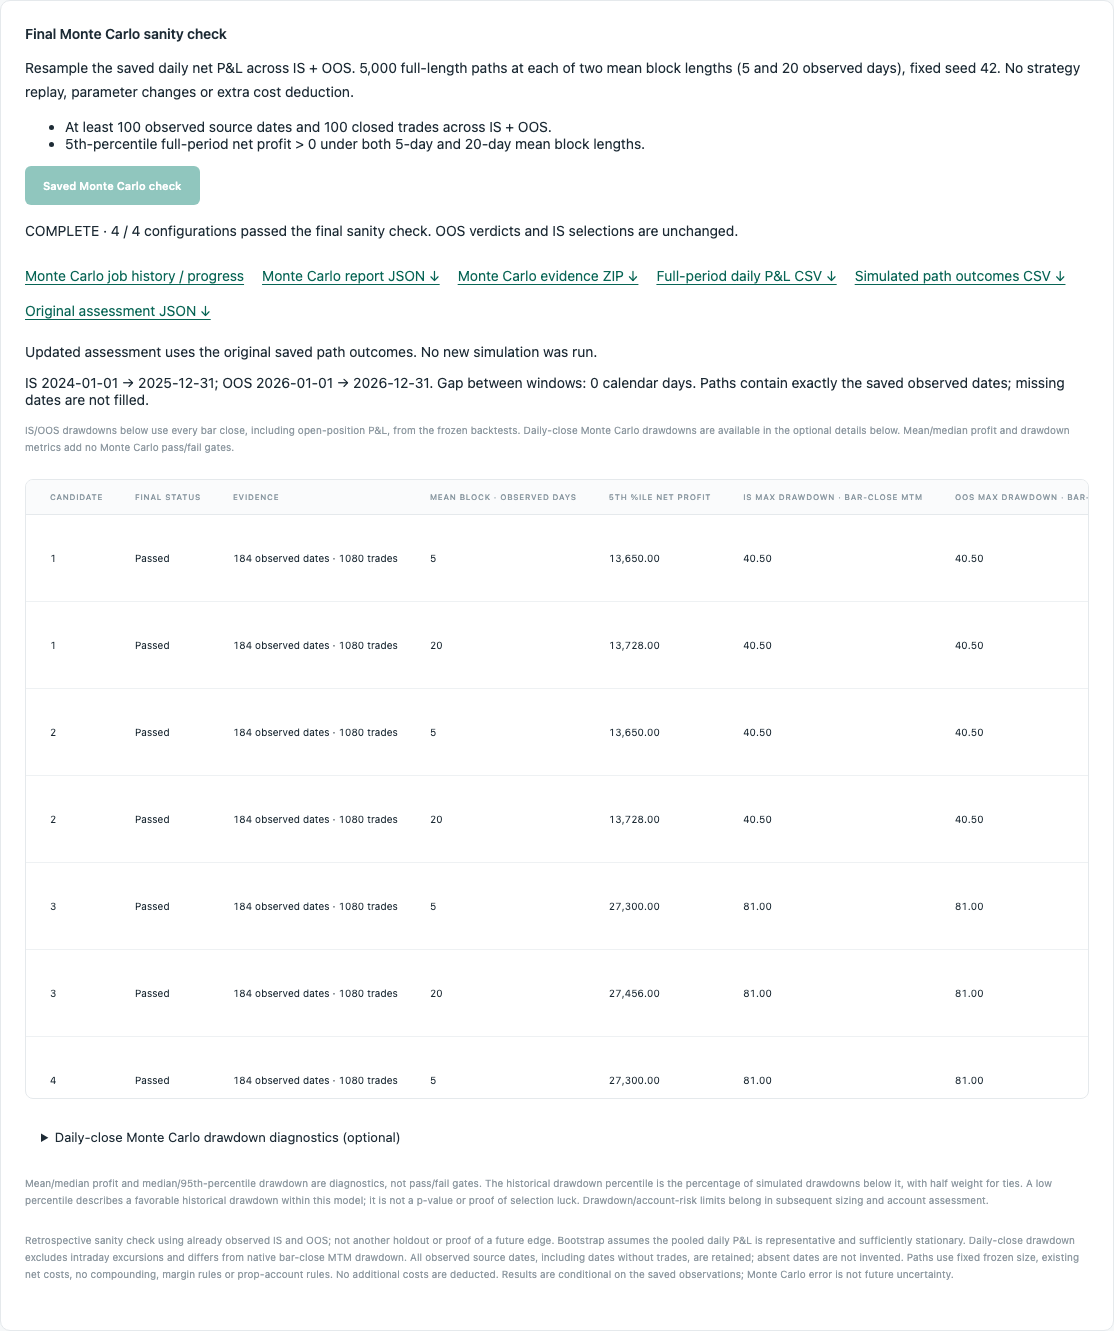 Final Monte Carlo sanity check
Resample the saved daily net P&L across IS + OOS. 5,000 full-length paths at each of two mean block lengths (5 and 20 observed days), fixed seed 42. No strategy
replay, parameter changes or extra cost deduction.
• At least 100 observed source dates and 100 closed trades across IS + OOS.
• 5th-percentile full-period net profit > 0 under both 5-day and 20-day mean block lengths.
Saved Monte Carlo check
COMPLETE · 4 / 4 configurations passed the final sanity check. OOS verdicts and IS selections are unchanged.
Monte Carlo job history / progress Monte Carlo report JSON ↓ Monte Carlo evidence ZIP ↓ Full-period daily P&L CSV ↓ Simulated path outcomes CSV ↓
Original assessment JSON ↓
Updated assessment uses the original saved path outcomes. No new simulation was run.
IS 2024-01-01 → 2025-12-31; OOS 2026-01-01 → 2026-12-31. Gap between windows: 0 calendar days. Paths contain exactly the saved observed dates; missing
dates are not filled.
IS/OOS drawdowns below use every bar close, including open-position P&L, from the frozen backtests. Daily-close Monte Carlo drawdowns are available in the optional details below. Mean/median profit and drawdown
metrics add no Monte Carlo pass/fail gates.
CANDIDATE FINAL STATUS EVIDENCE MEAN BLOCK · OBSERVED DAYS 5TH %ILE NET PROFIT IS MAX DRAWDOWN · BAR-CLOSE MTM OOS MAX DRAWDOWN · BAR-
1 Passed 184 observed dates · 1080 trades 5 13,650.00 40.50 40.50
1 Passed 184 observed dates · 1080 trades 20 13,728.00 40.50 40.50
2 Passed 184 observed dates · 1080 trades 5 13,650.00 40.50 40.50
2 Passed 184 observed dates · 1080 trades 20 13,728.00 40.50 40.50
3 Passed 184 observed dates · 1080 trades 5 27,300.00 81.00 81.00
3 Passed 184 observed dates · 1080 trades 20 27,456.00 81.00 81.00
4 Passed 184 observed dates · 1080 trades 5 27,300.00 81.00 81.00
▶ Daily-close Monte Carlo drawdown diagnostics (optional)
Mean/median profit and median/95th-percentile drawdown are diagnostics, not pass/fail gates. The historical drawdown percentile is the percentage of simulated drawdowns below it, with half weight for ties. A low
percentile describes a favorable historical drawdown within this model; it is not a p-value or proof of selection luck. Drawdown/account-risk limits belong in subsequent sizing and account assessment.
Retrospective sanity check using already observed IS and OOS; not another holdout or proof of a future edge. Bootstrap assumes the pooled daily P&L is representative and sufficiently stationary. Daily-close drawdown
excludes intraday excursions and differs from native bar-close MTM drawdown. All observed source dates, including dates without trades, are retained; absent dates are not invented. Paths use fixed frozen size, existing
net costs, no compounding, margin rules or prop-account rules. No additional costs are deducted. Results are conditional on the saved observations; Monte Carlo error is not future uncertainty.